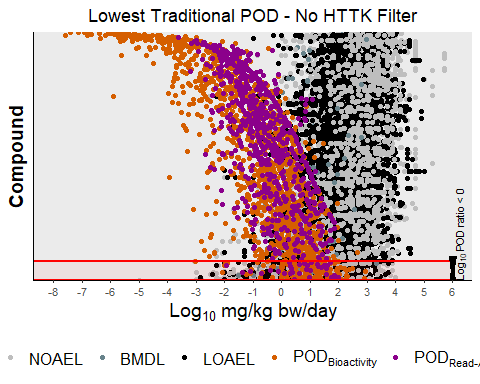 Lowest Traditional POD - No HTTK Filter
Compound
Log10 POD ratio < 0
-8 -7 -6 -5 -4 -3 -2 -1 0 1 2 3 4 5 6
Log10 mg/kg bw/day
NOAEL BMDL LOAEL PODBioactivity PODRead-